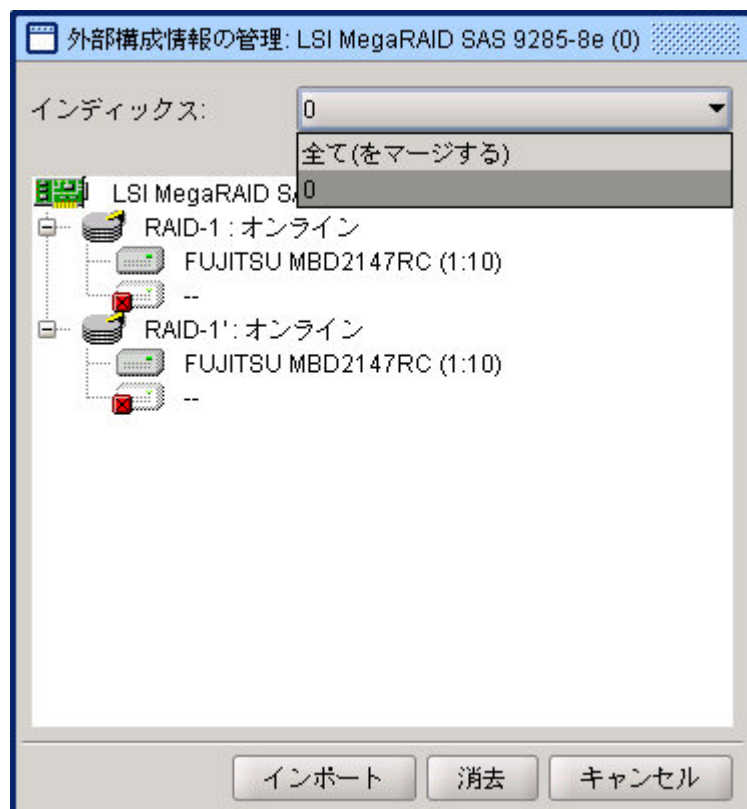 外部構成情報の管理: LSI MegaRAID SAS 9285-8e (0)
インディックス:
0
全て(をマージする)
0
LSI MegaRAID SA
RAID-1 : オンライン
FUJITSU MBD2147RC (1:10)
--
RAID-1': オンライン
FUJITSU MBD2147RC (1:10)
--
インポート
消去
キャンセル